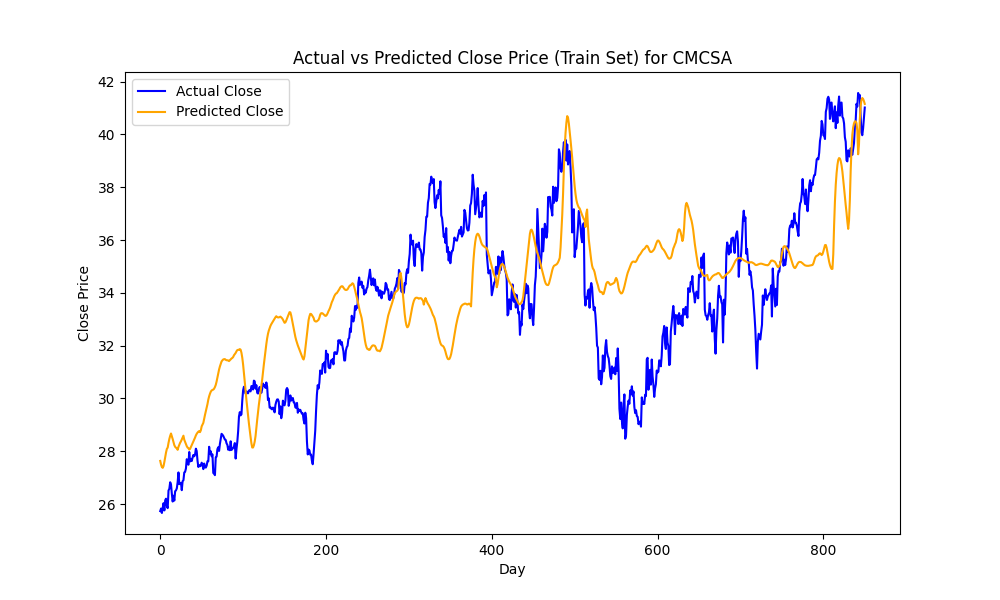 Actual vs Predicted Close Price (Train Set) for CMCSA
Actual Close
Predicted Close
Close Price
42
40
38
36
34
32
30
28
26
0 200 400 600 800
Day